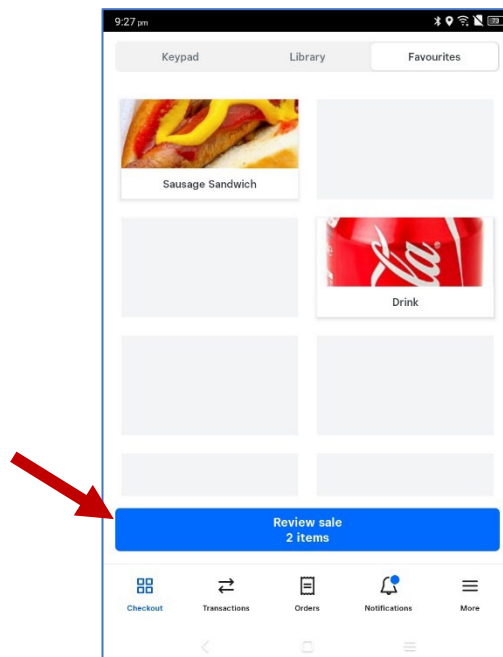 9:27 pm
Keypad Library Favourites
Sausage Sandwich
Drink
Review sale
2 items
Checkout Transactions Orders Notifications More